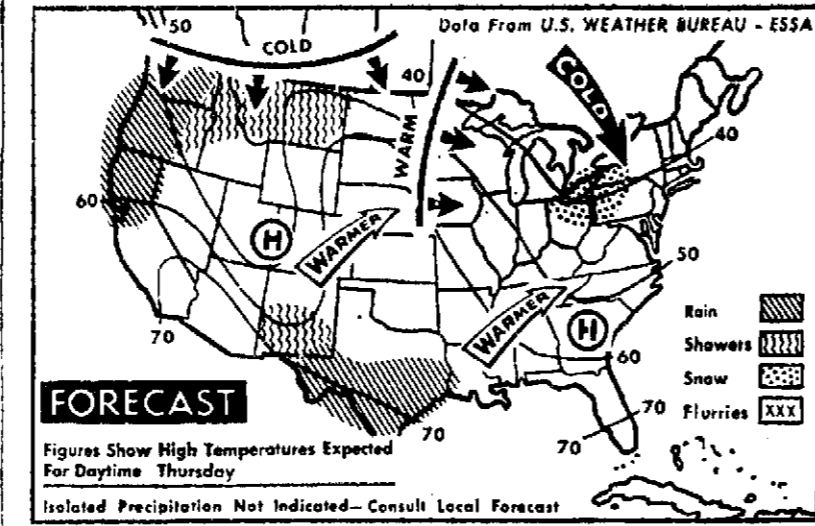 Data From U.S. WEATHER BUREAU - ESSA
50
COLD
40
WARM
COLD
40
60
H
WARMER
50
WARMER
H
Rain
Showers
Snow
Flurries XXX
70
60
FORECAST
70
70
70
Figures Show High Temperatures Expected
For Daytime Thursday
Isolated Precipitation Not Indicated— Consult Local Forecast